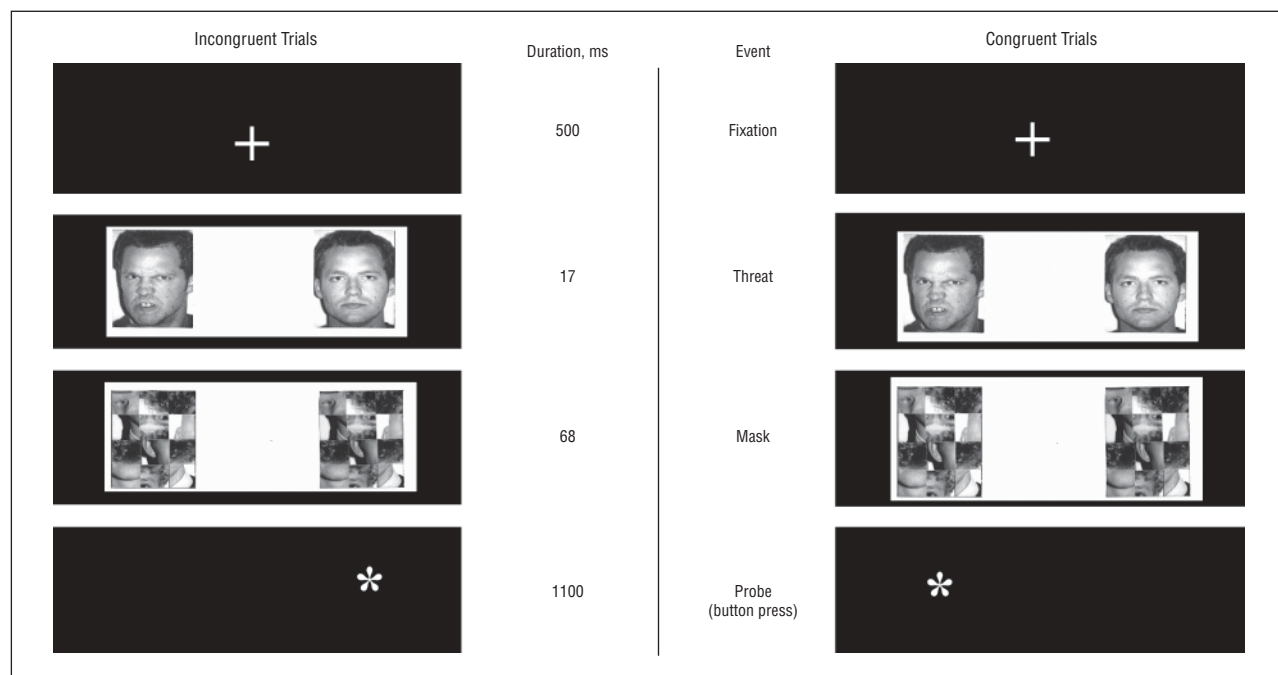 Incongruent Trials
Duration, ms
Event
Congruent Trials
+
500
Fixation
+
17
Threat
68
Mask
*
1100
Probe
(button press)
*